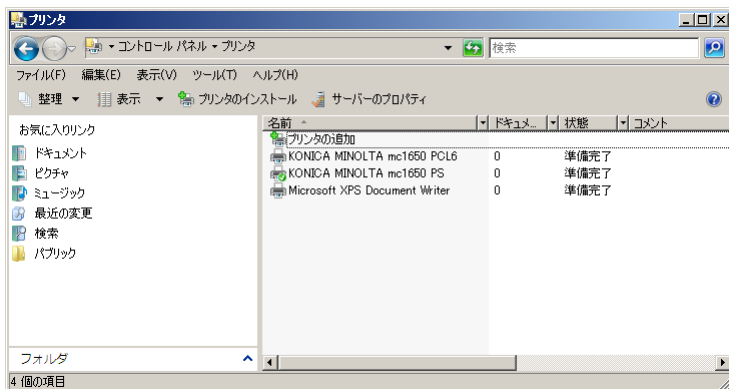 プリンタ
コントロール パネル プリンタ
検索
ファイル(F) 編集(E) 表示(V) ツール(T) ヘルプ(H)
整理 表示 プリンタのインストール サーバーのプロパティ
お気に入りリンク
ドキュメント
ピクチャ
ミュージック
最近の変更
検索
パブリック
フォルダ
名前 ドキュメ... 状態 コメント
プリンタの追加
KONICA MINOLTA mc1650 PCL6 0 準備完了
KONICA MINOLTA mc1650 PS 0 準備完了
Microsoft XPS Document Writer 0 準備完了
4 個の項目